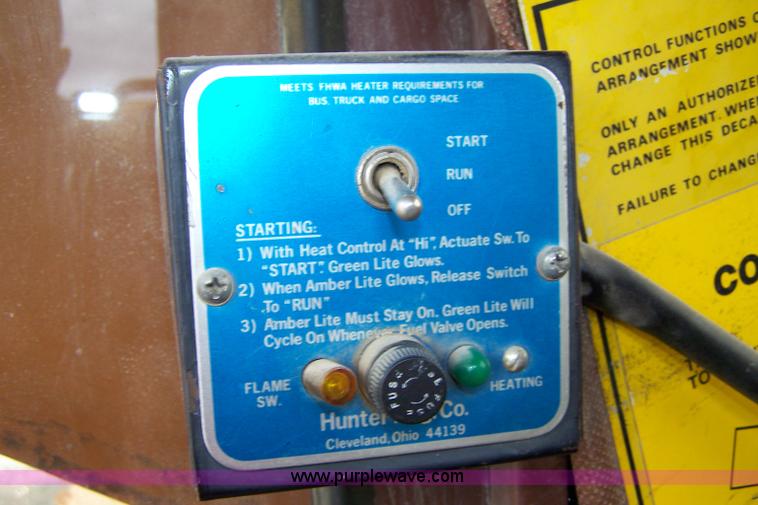 MEETS FHWA HEATER REQUIREMENTS FOR
BUS, TRUCK AND CARGO SPACE
START
RUN
OFF
STARTING:
1) With Heat Control At "Hi", Actuate Sw. To
"START". Green Lite Glows.
2) When Amber Lite Glows, Release Switch
To "RUN"
3) Amber Lite Must Stay On. Green Lite Will
Cycle On Whenever Fuel Valve Opens.
FLAME
SW.
FUSE
FUSE
HEATING
Hunter Co.
Cleveland, Ohio 44139
CONTROL FUNCTIONS
ARRANGEMENT SHOW
ONLY AN AUTHORIZE
ARRANGEMENT. WHE
CHANGE THIS DECA
FAILURE TO CHANG
CO
TO
www.purplewave.com